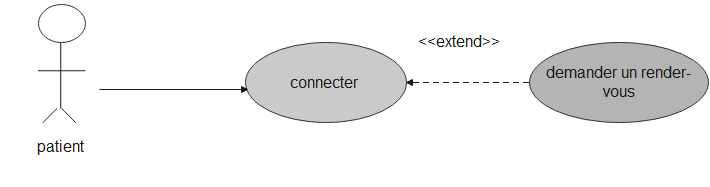 <<extend>>
connecter
demander un render-
vous
patient